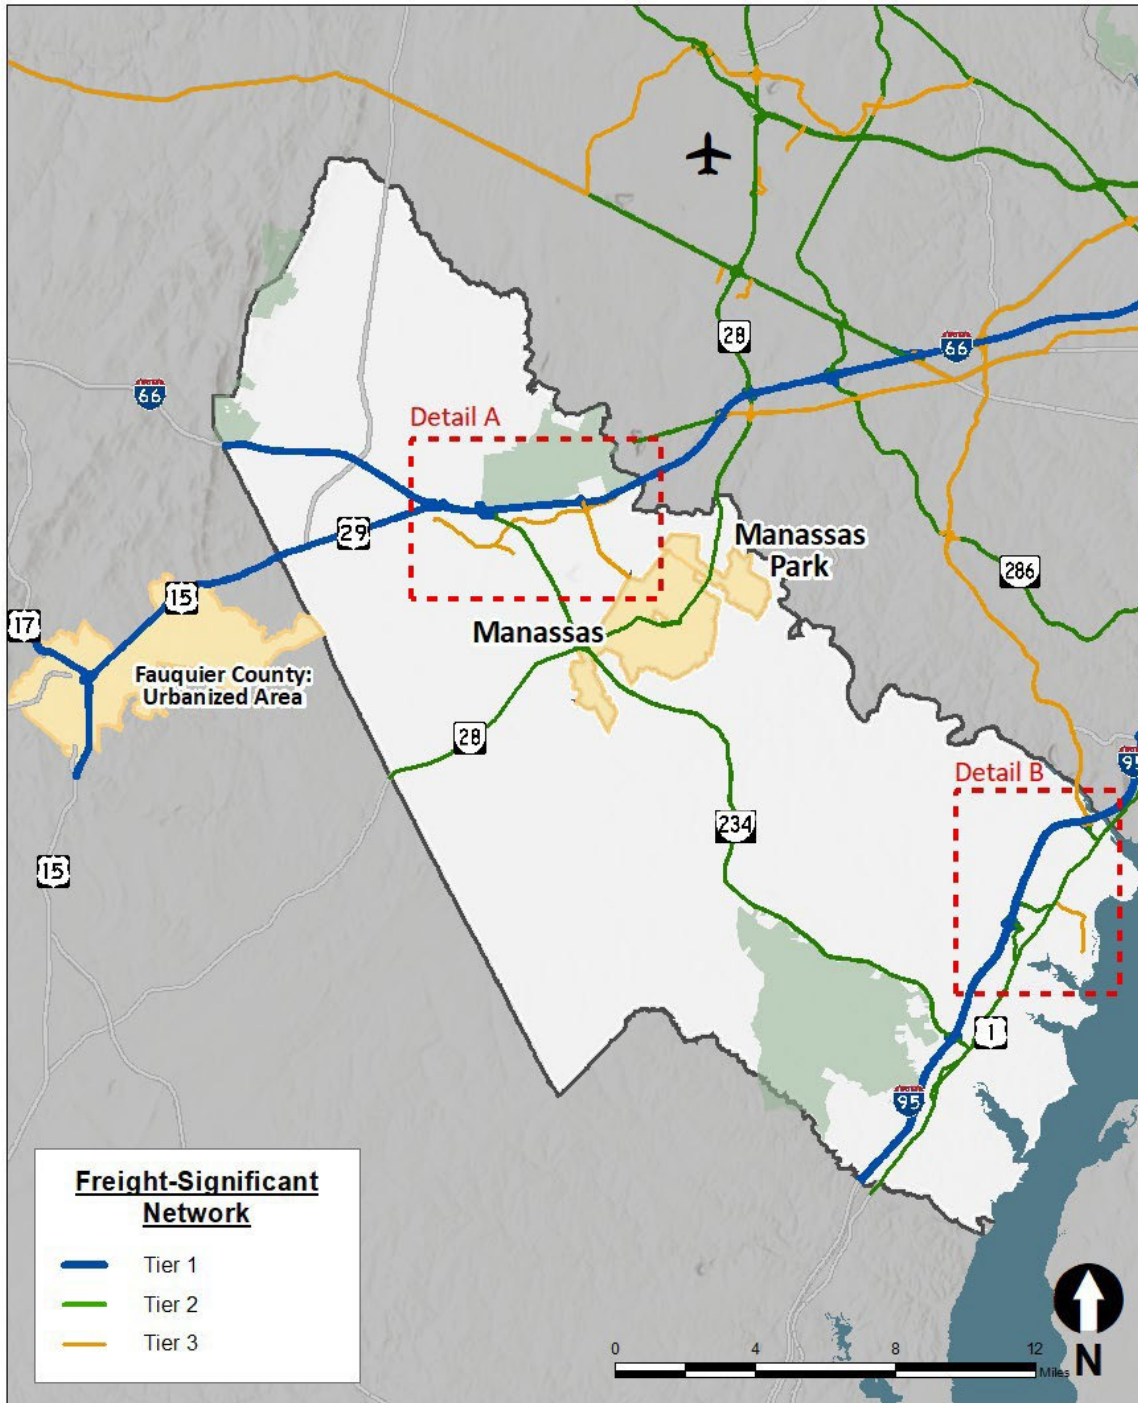 28
66
66
Detail A
29
15
17
Manassas
Park
286
Manassas
Fauquier County:
Urbanized Area
28
Detail B
95
234
15
1
95
Freight-Significant
Network
Tier 1
Tier 2
Tier 3
0 4 8 12
Miles
N